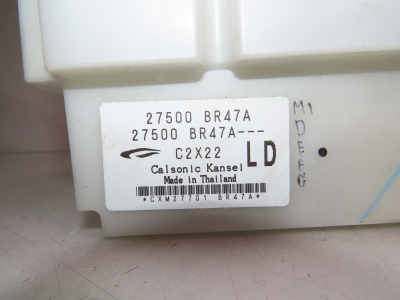 27500 BR47A
27500 BR47A---
C2X22 LD
Calsonic Kansei
Made in Thailand
*CXM27701 BR47A*
M1
D
E
F
G